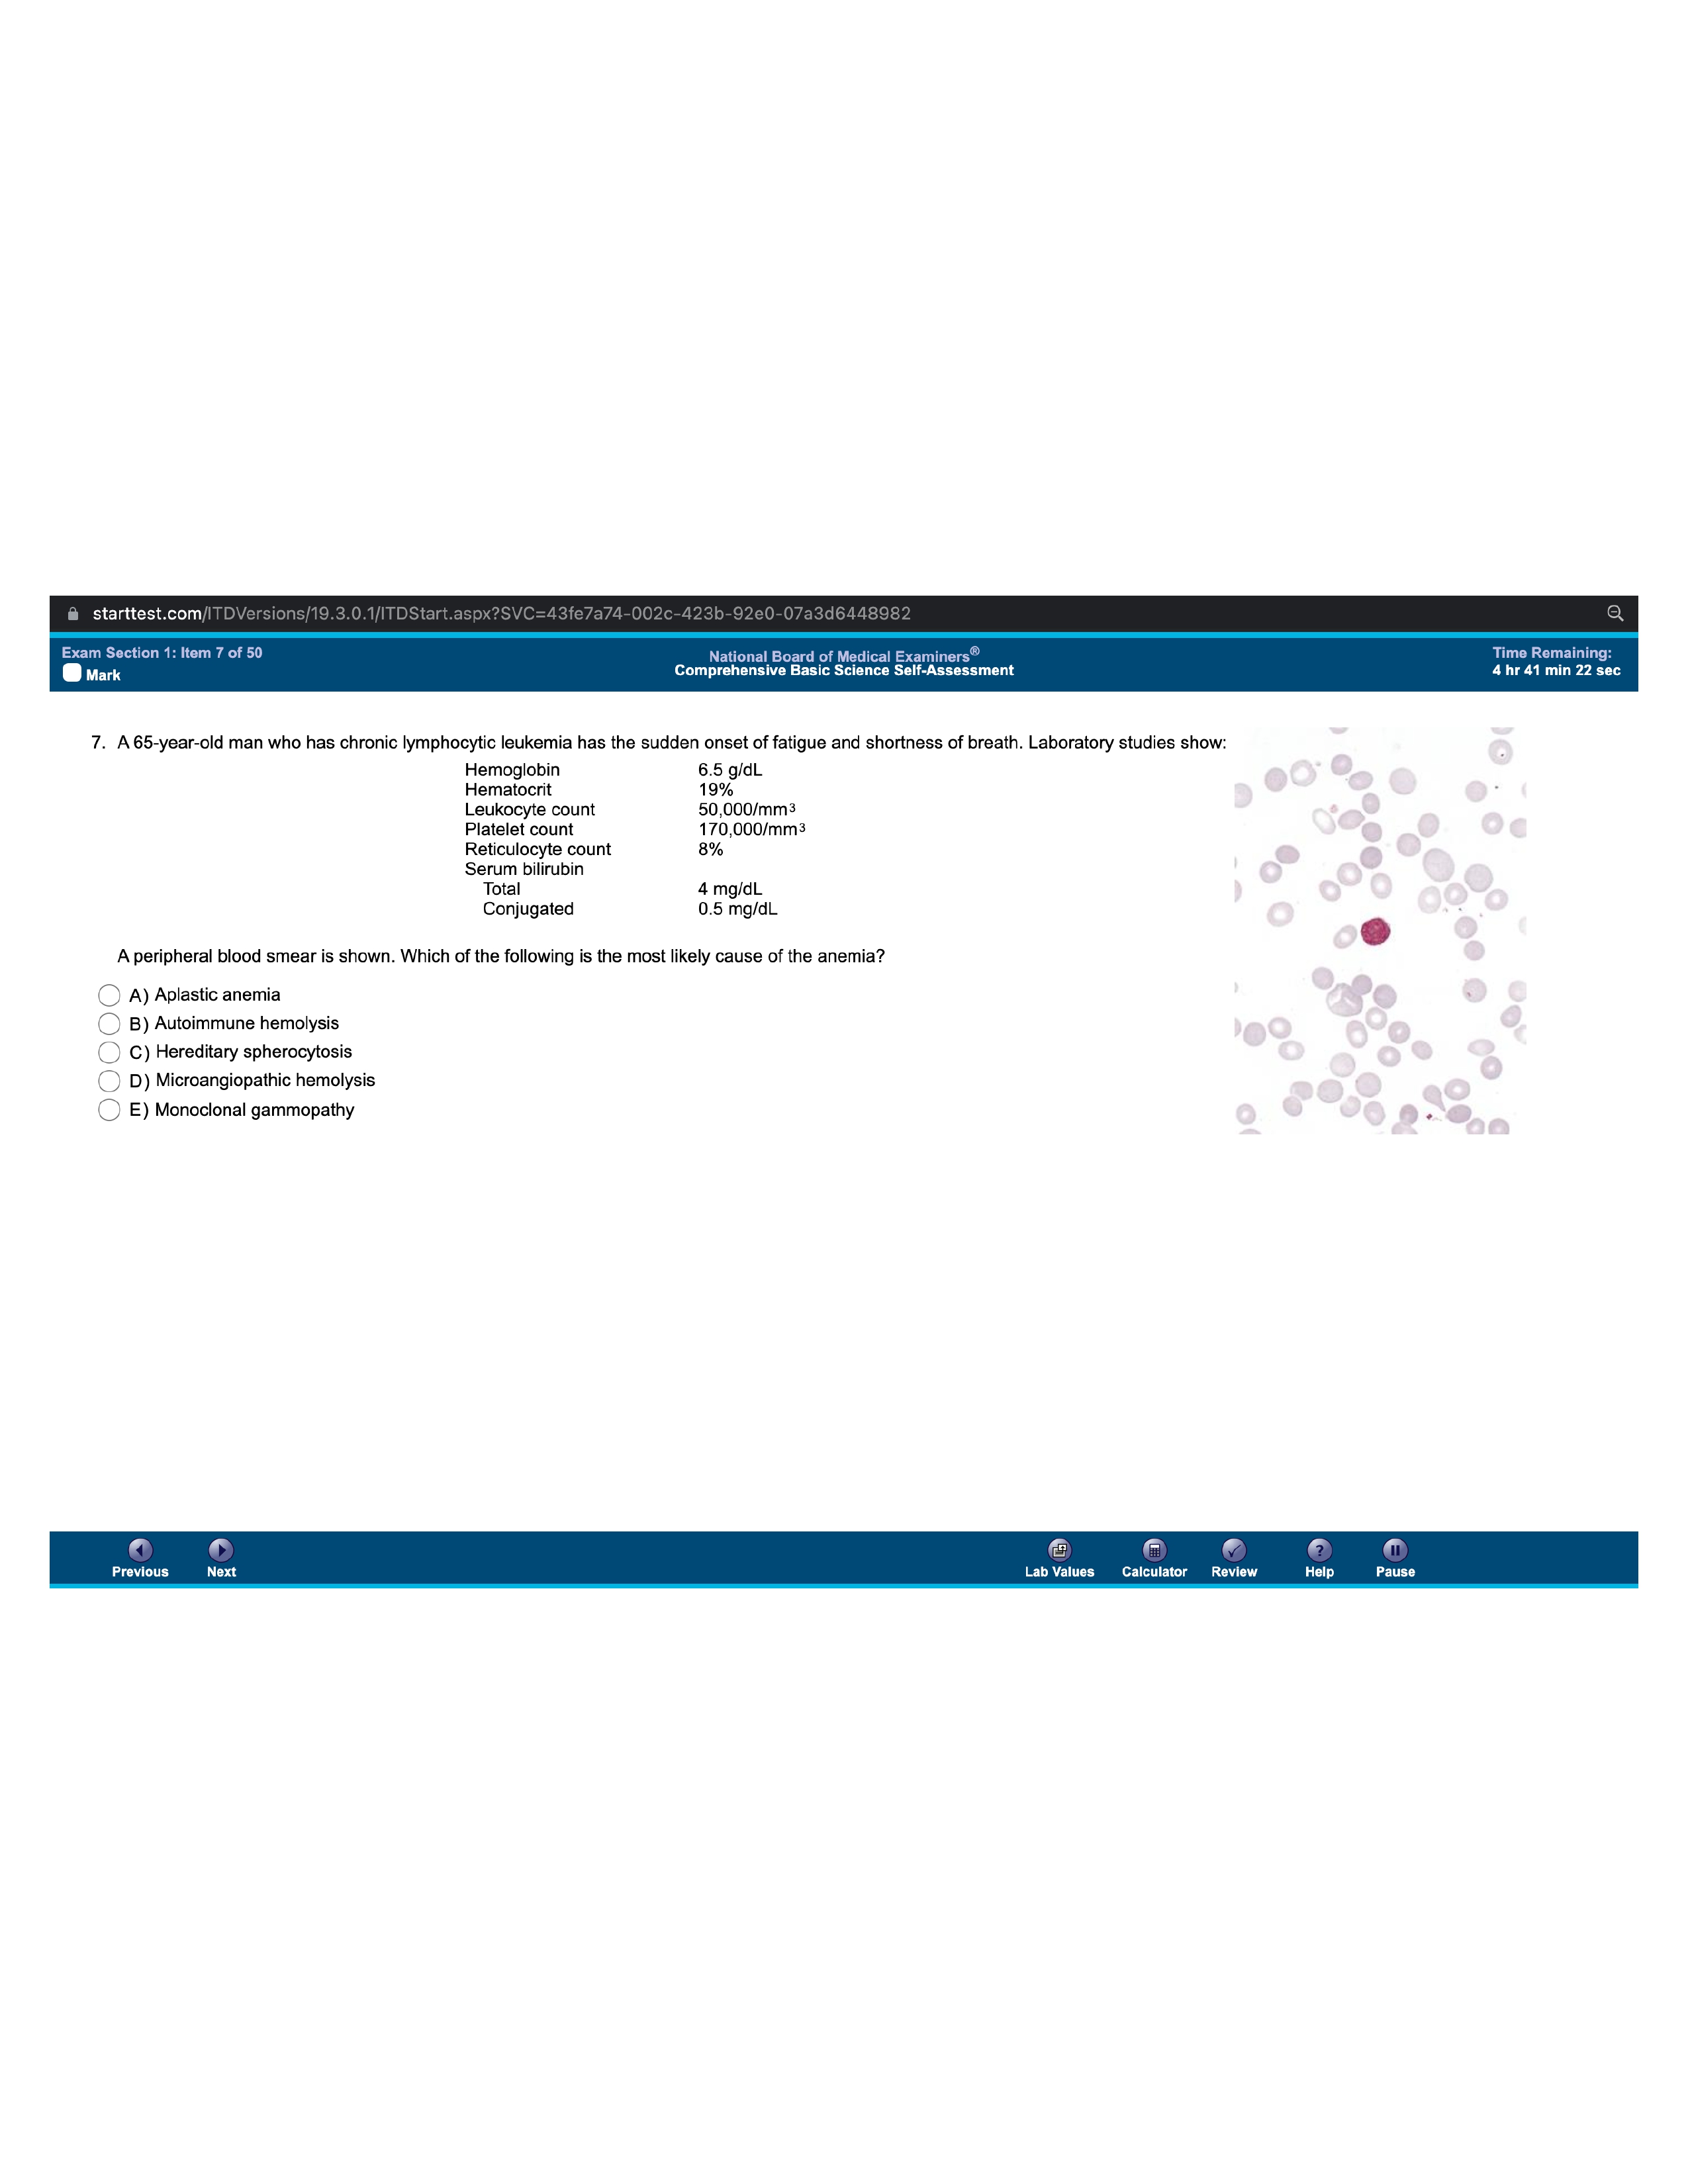 starttest.com/ITDVersions/19.3.0.1/ITDStart.aspx?SVC=43fe7a74-002c-423b-92e0-07a3d6448982
Exam Section 1: Item 7 of 50
Mark
National Board of Medical Examiners®
Comprehensive Basic Science Self-Assessment
Time Remaining:
4 hr 41 min 22 sec
7. A 65-year-old man who has chronic lymphocytic leukemia has the sudden onset of fatigue and shortness of breath. Laboratory studies show:
Hemoglobin 6.5 g/dL
Hematocrit 19%
Leukocyte count 50,000/mm³
Platelet count 170,000/mm³
Reticulocyte count 8%
Serum bilirubin
Total 4 mg/dL
Conjugated 0.5 mg/dL
A peripheral blood smear is shown. Which of the following is the most likely cause of the anemia?
A) Aplastic anemia
B) Autoimmune hemolysis
C) Hereditary spherocytosis
D) Microangiopathic hemolysis
E) Monoclonal gammopathy
Previous Next Lab Values Calculator Review Help Pause